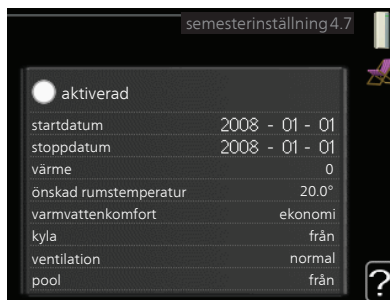 semesterinställning 4.7
aktiverad
startdatum 2008 - 01 - 01
stoppdatum 2008 - 01 - 01
värme 0
önskad rumstemperatur 20.0°
varmvattenkomfort ekonomi
kyla från
ventilation normal
pool från
?